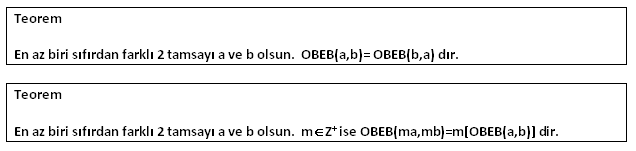 Teorem
En az biri sıfırdan farklı 2 tamsayı a ve b olsun. OBEB(a,b)= OBEB(b,a) dır.
Teorem
En az biri sıfırdan farklı 2 tamsayı a ve b olsun. m∈Z⁺ ise OBEB(ma,mb)=m[OBEB(a,b)] dir.